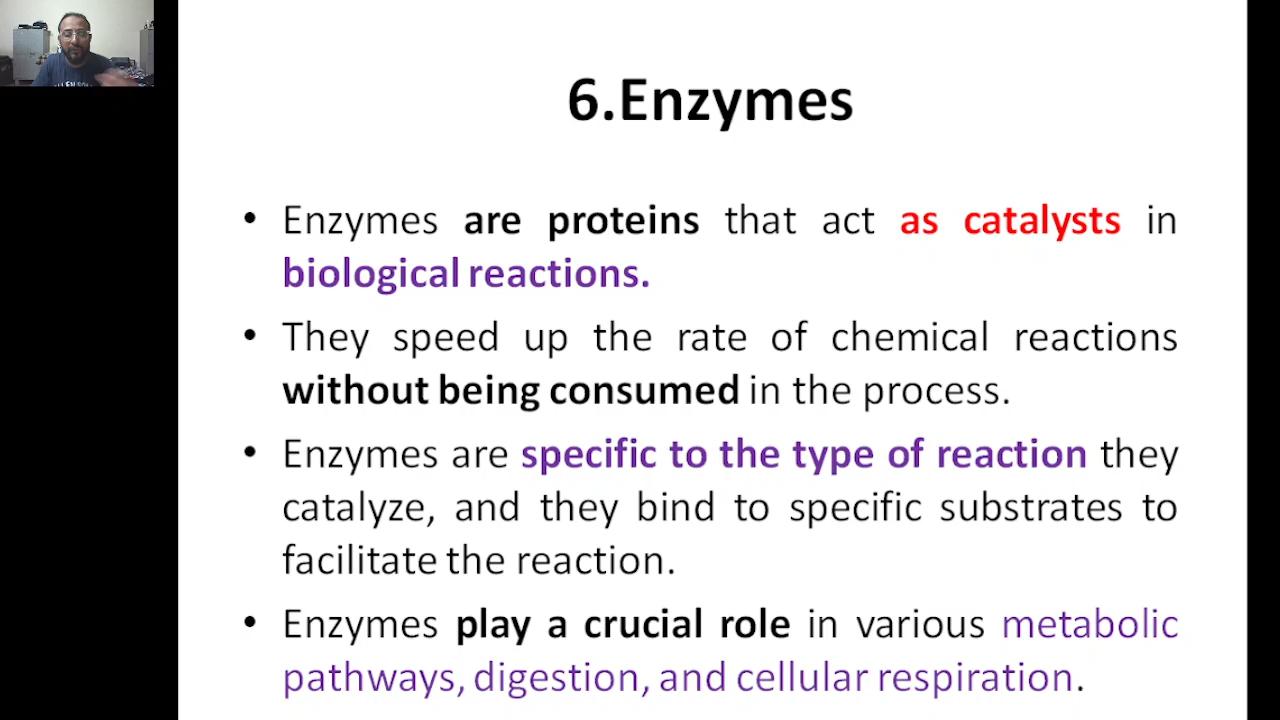 6.Enzymes
• Enzymes are proteins that act as catalysts in
biological reactions.
• They speed up the rate of chemical reactions
without being consumed in the process.
• Enzymes are specific to the type of reaction they
catalyze, and they bind to specific substrates to
facilitate the reaction.
• Enzymes play a crucial role in various metabolic
pathways, digestion, and cellular respiration.